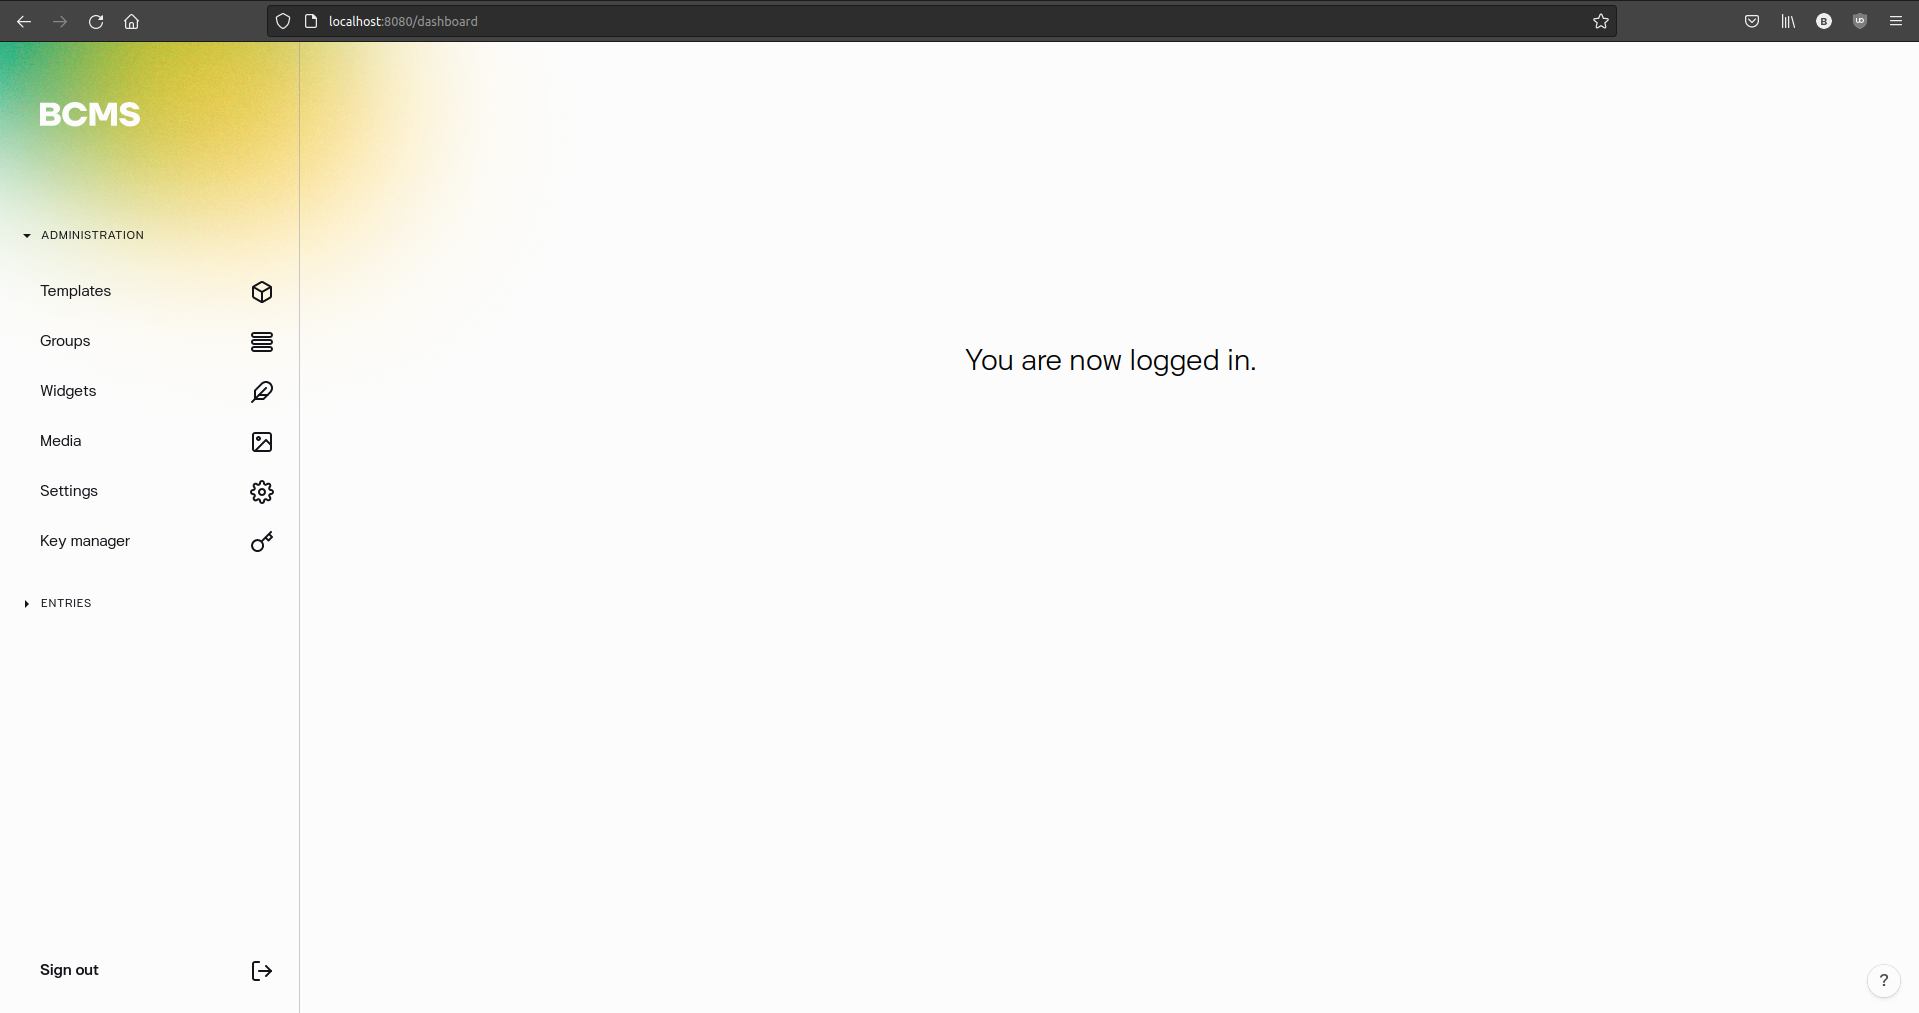 localhost:8080/dashboard
B
UD
BCMS
ADMINISTRATION
Templates
Groups
Widgets
Media
Settings
Key manager
ENTRIES
You are now logged in.
Sign out
?